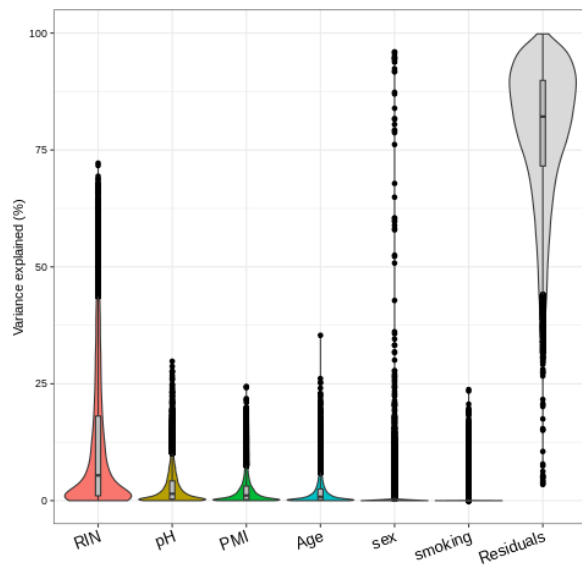 100
75
50
25
0
Variance explained (%)
RIN
pH
PMI
Age
sex
smoking
Residuals